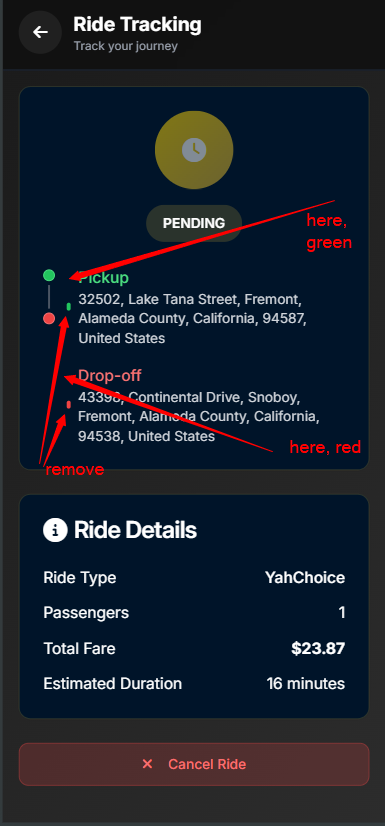 Ride Tracking
Track your journey
PENDING
here,
green
Pickup
32502, Lake Tana Street, Fremont,
Alameda County, California, 94587,
United States
Drop-off
43398, Continental Drive, Snoboy,
Fremont, Alameda County, California,
94538, United States
here, red
remove
Ride Details
Ride Type YahChoice
Passengers 1
Total Fare $23.87
Estimated Duration 16 minutes
Cancel Ride